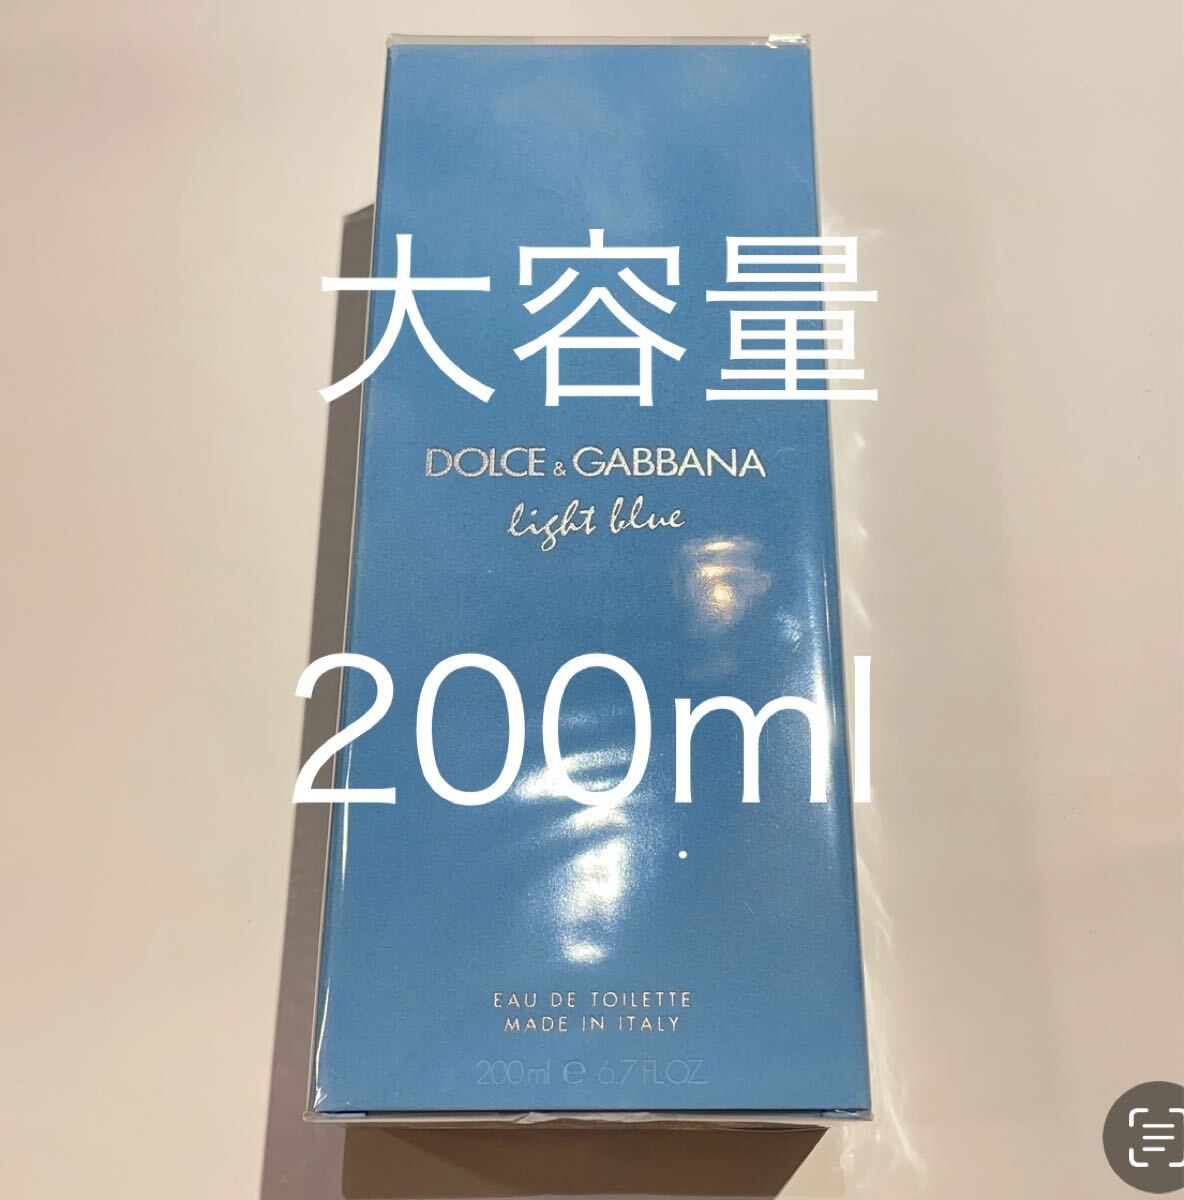 大容量
DOLCE & GABBANA
light blue
200ml
EAU DE TOILETTE
MADE IN ITALY
200ml e 6.7 FL.OZ